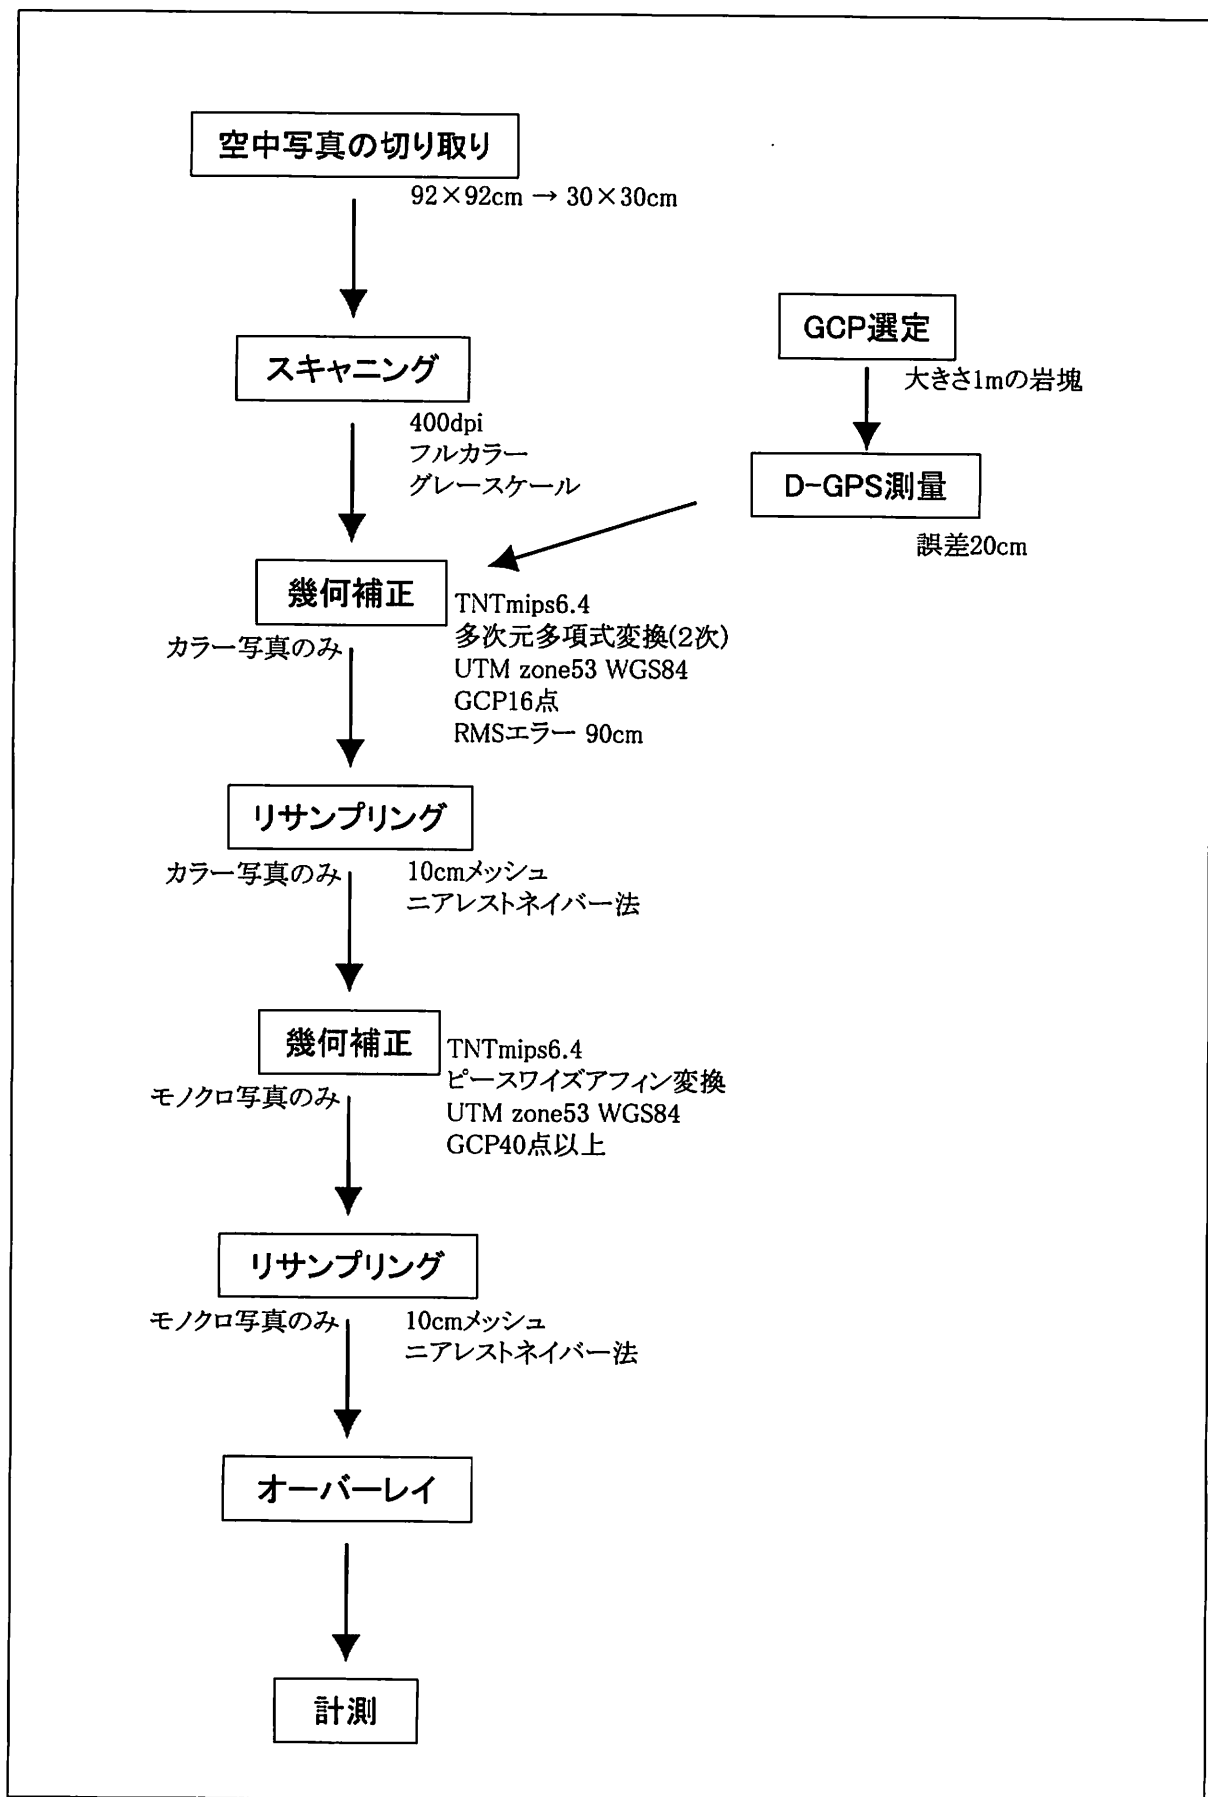 空中写真の切り取り
92×92cm → 30×30cm
スキャニング
400dpi
フルカラー
グレースケール
GCP選定
大きさ1mの岩塊
D-GPS測量
誤差20cm
幾何補正
カラー写真のみ
TNTmips6.4
多次元多項式変換(2次)
UTM zone53 WGS84
GCP16点
RMSエラー 90cm
リサンプリング
カラー写真のみ
10cmメッシュ
ニアレストネイバー法
幾何補正
モノクロ写真のみ
TNTmips6.4
ピースワイズアフィン変換
UTM zone53 WGS84
GCP40点以上
リサンプリング
モノクロ写真のみ
10cmメッシュ
ニアレストネイバー法
オーバーレイ
計測